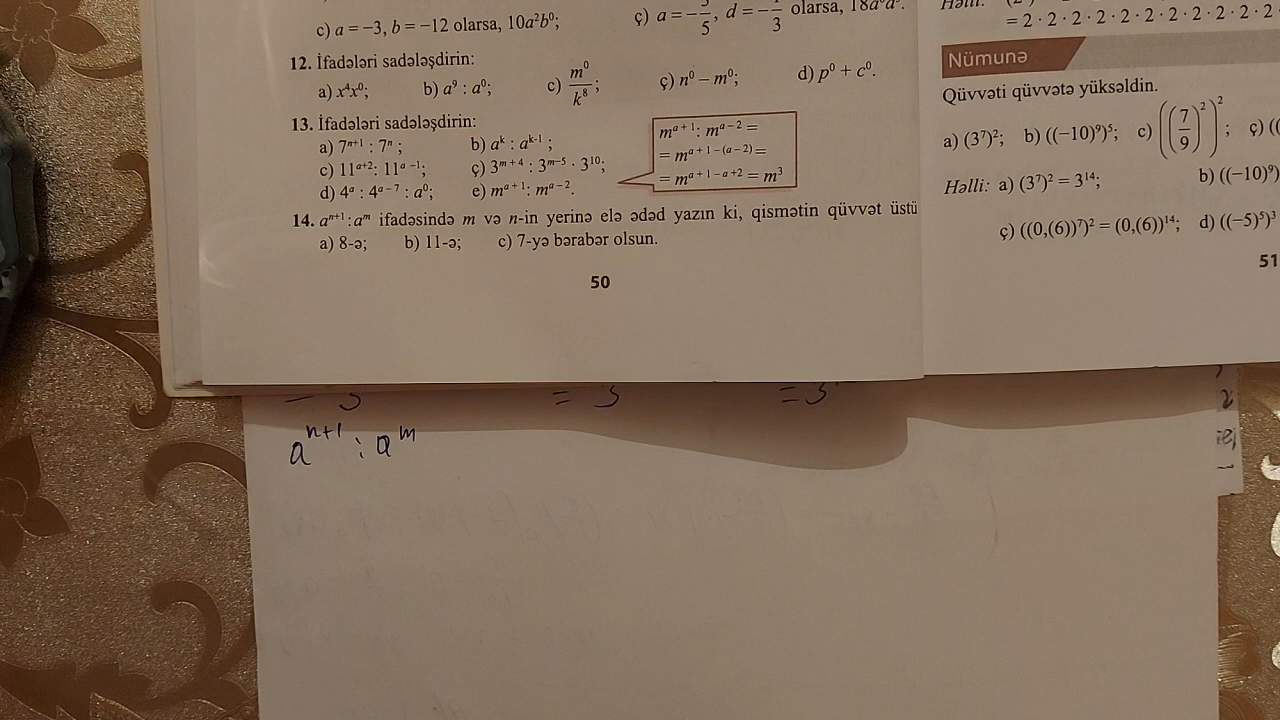 c) a = −3, b = −12 olarsa, 10a²b⁰;
12. İfadələri sadələşdirin:
a) x⁴x⁰; b) a⁹ : a⁰; c) m⁰/k⁸; ç) n⁰ − m⁰; d) p⁰ + c⁰.
13. İfadələri sadələşdirin:
a) 7ⁿ⁺¹ : 7ⁿ ; b) aᵏ : aᵏ⁻¹ ;
c) 11ᵃ⁺²: 11ᵃ ⁻¹; ç) 3ᵐ ⁺ ⁴ : 3ᵐ⁻⁵ · 3¹⁰;
d) 4ᵃ : 4ᵃ ⁻ ⁷ : a⁰; e) mᵃ ⁺ ¹: mᵃ ⁻ ².
mᵃ ⁺ ¹: mᵃ ⁻ ² =
= mᵃ ⁺ ¹ ⁻ ⁽ᵃ ⁻ ²⁾ =
= mᵃ ⁺ ¹ ⁻ ᵃ ⁺ ² = m³
14. aⁿ⁺¹ : aᵐ ifadəsində m və n-in yerinə elə ədəd yazın ki, qismətin qüvvət üstü
a) 8-ə; b) 11-ə; c) 7-yə bərabər olsun.
50
= 2 · 2 · 2 · 2 · 2 · 2 · 2 · 2 · 2 · 2 · 2
Nümunə
Qüvvəti qüvvətə yüksəldin.
a) (3⁷)²; b) ((−10)⁹)⁵; c) ((7/9)²)²; ç)
Həlli: a) (3⁷)² = 3¹⁴; b) ((−10)⁹)
ç) ((0,(6))⁷)² = (0,(6))¹⁴; d) ((−5)⁵)³
51
aⁿ⁺¹ : aᵐ